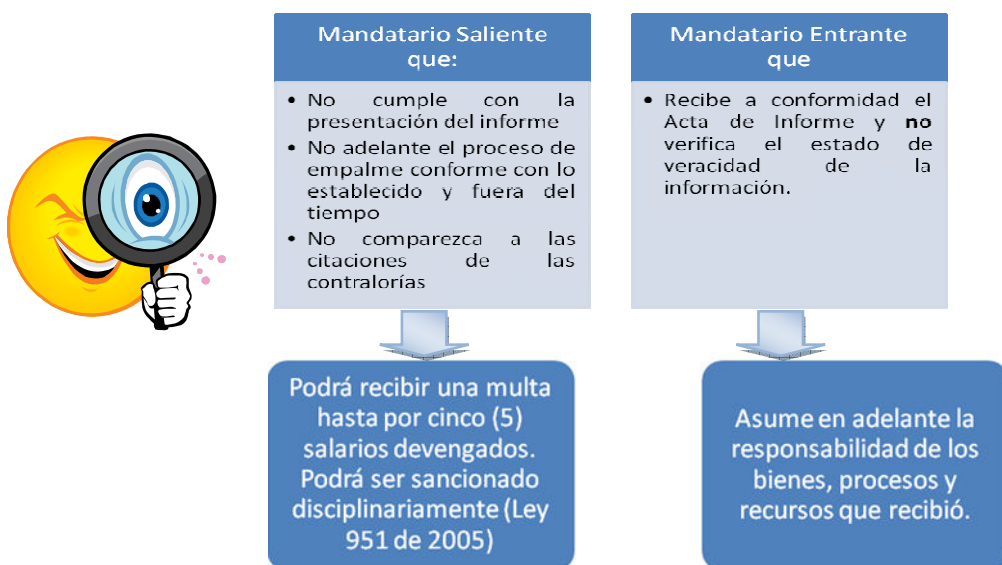 Mandatario Saliente
que:
• No cumple con la
presentación del informe
• No adelante el proceso de
empalme conforme con lo
establecido y fuera del
tiempo
• No comparezca a las
citaciones de las
contralorías
Podrá recibir una multa
hasta por cinco (5)
salarios devengados.
Podrá ser sancionado
disciplinariamente (Ley
951 de 2005)
Mandatario Entrante
que
• Recibe a conformidad el
Acta de Informe y no
verifica el estado de
veracidad de la
información.
Asume en adelante la
responsabilidad de los
bienes, procesos y
recursos que recibió.